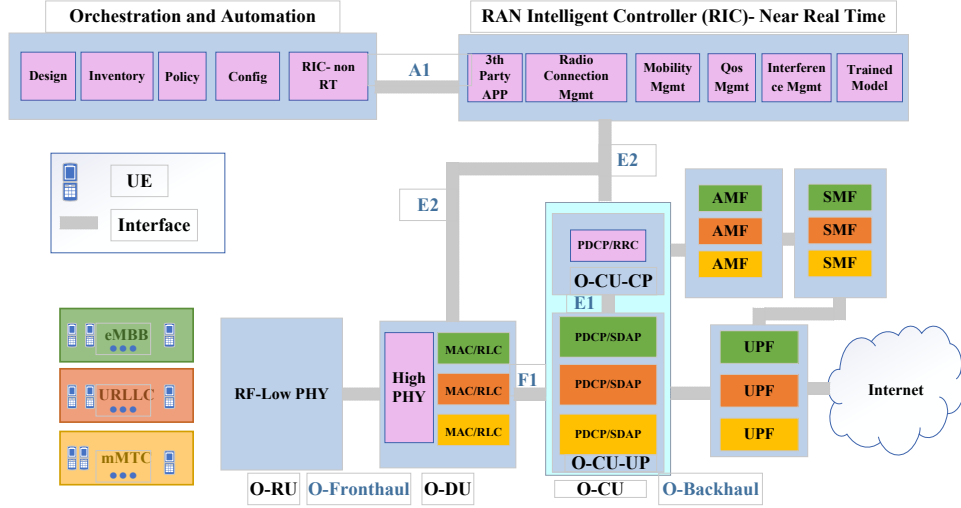 Orchestration and Automation
RAN Intelligent Controller (RIC)- Near Real Time
Design
Inventory
Policy
Config
RIC- non
RT
A1
3th
Party
APP
Radio
Connection
Mgmt
Mobility
Mgmt
Qos
Mgmt
Interferen
ce Mgmt
Trained
Model
UE
Interface
E2
E2
AMF
AMF
AMF
SMF
SMF
SMF
PDCP/RRC
O-CU-CP
E1
eMBB
URLLC
mMTC
RF-Low PHY
High
PHY
MAC/RLC
MAC/RLC
MAC/RLC
F1
PDCP/SDAP
PDCP/SDAP
PDCP/SDAP
O-CU-UP
UPF
UPF
UPF
Internet
O-RU
O-Fronthaul
O-DU
O-CU
O-Backhaul